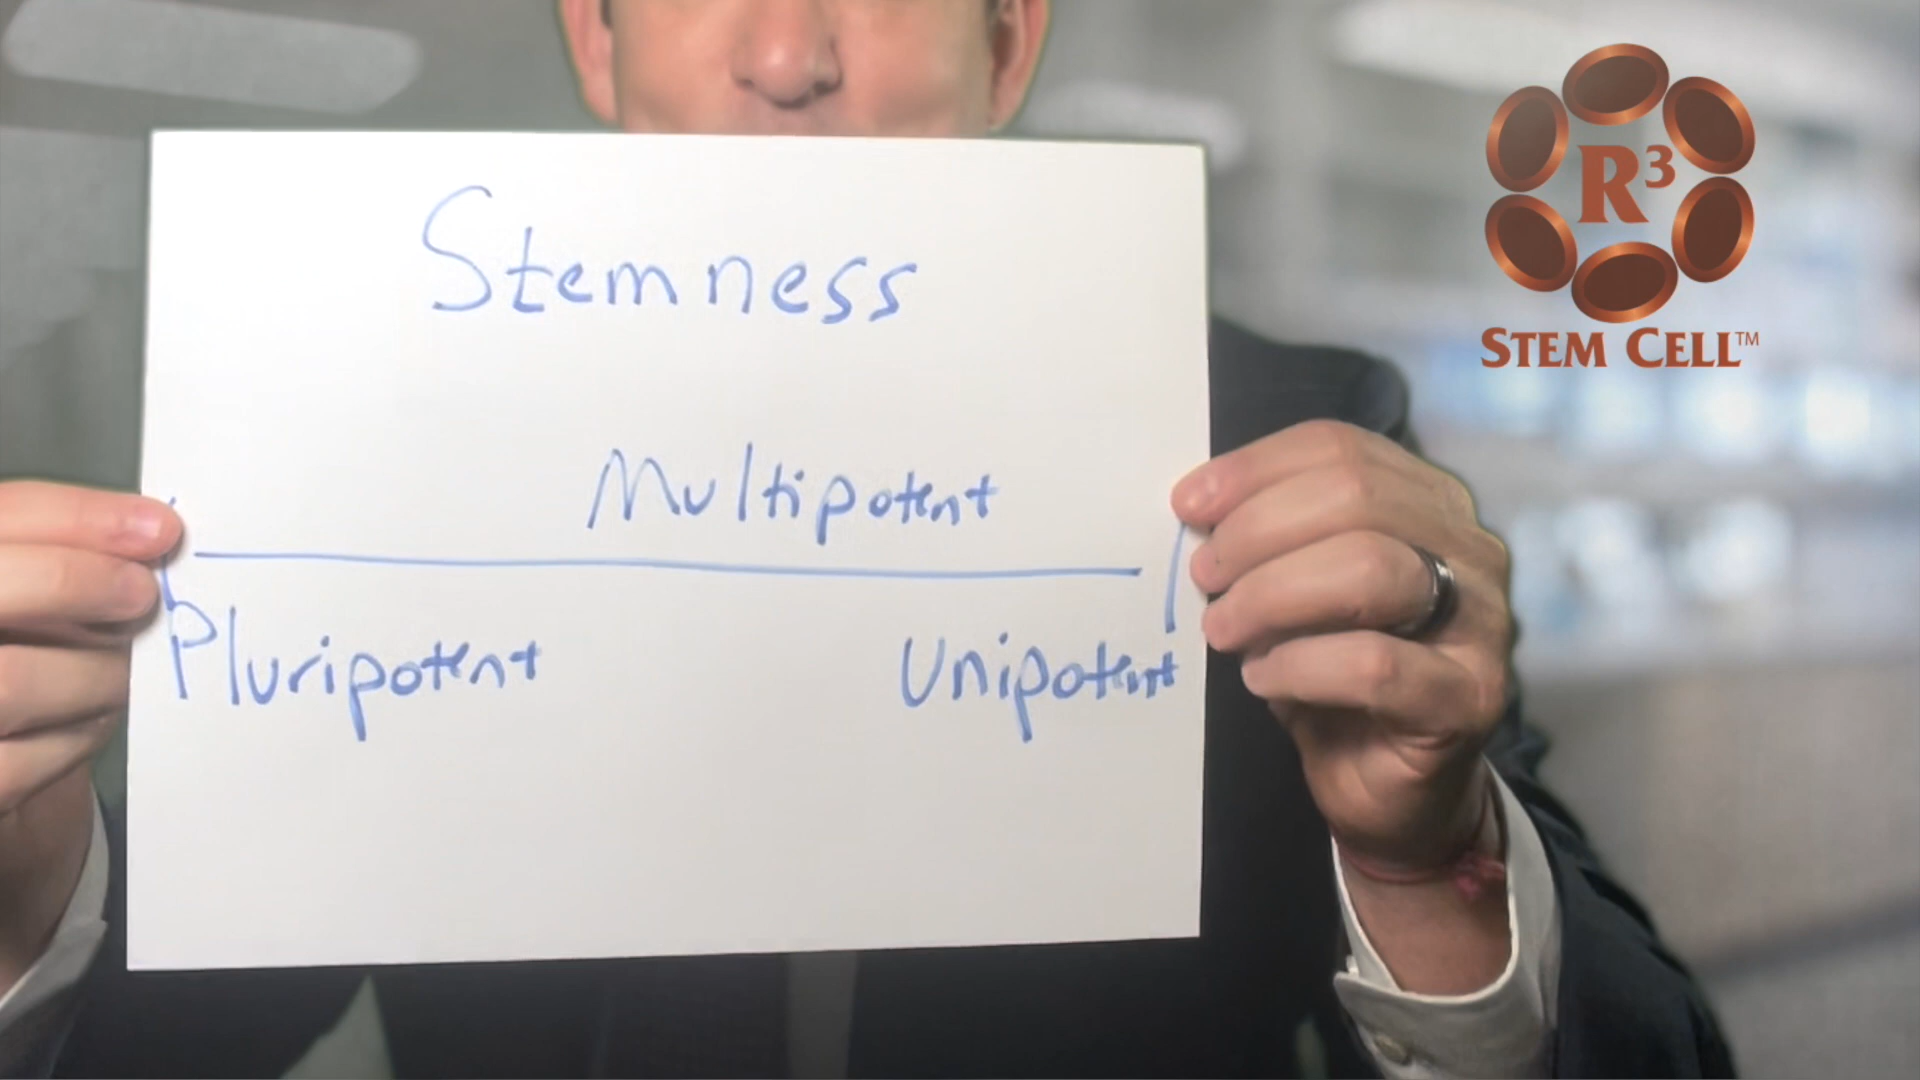 Stemness
Multipotent
Pluripotent
Unipotent
R³
STEM CELL™